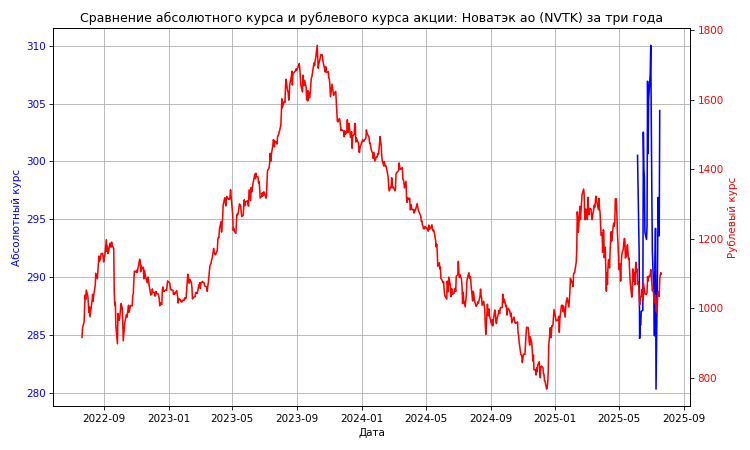 Сравнение абсолютного курса и рублевого курса акции: Новатэк ао (NVTK) за три года
Абсолютный курс
310
305
300
295
290
285
280
Рублевый курс
1800
1600
1400
1200
1000
800
2022-09 2023-01 2023-05 2023-09 2024-01 2024-05 2024-09 2025-01 2025-05 2025-09
Дата